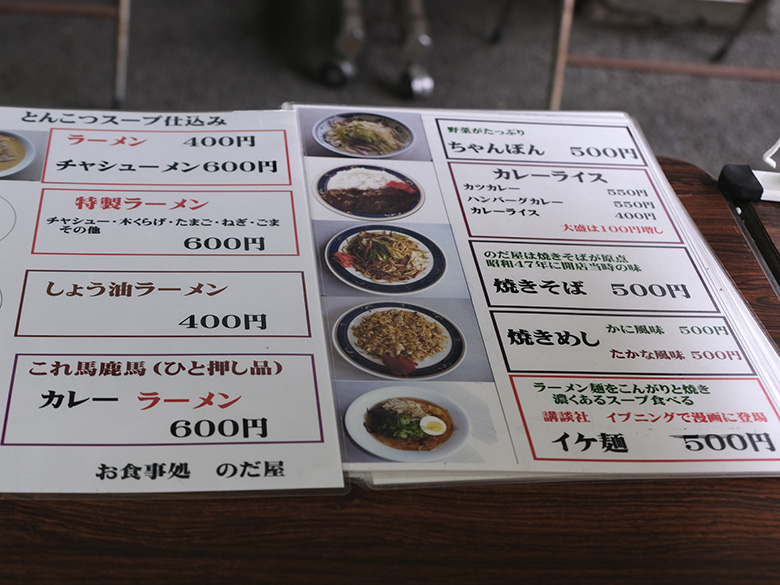 とんこつスープ仕込み
ラーメン 400円
チャシューメン 600円
特製ラーメン
チャシュー・木くらげ・たまご・ねぎ・ごま
その他
600円
しょう油ラーメン
400円
これ馬鹿馬(ひと押し品)
カレー ラーメン
600円
お食事処 のだ屋
野菜がたっぷり
ちゃんぽん 500円
カレーライス
カツカレー 550円
ハンバーグカレー 550円
カレーライス 400円
大盛は100円増し
のだ屋は焼きそばが原点
昭和47年に開店当時の味
焼きそば 500円
焼きめし かに風味 500円
たかな風味 500円
ラーメン麺をこんがりと焼き
濃くあるスープ食べる
講談社 イブニングで漫画に登場
イケ麺 500円